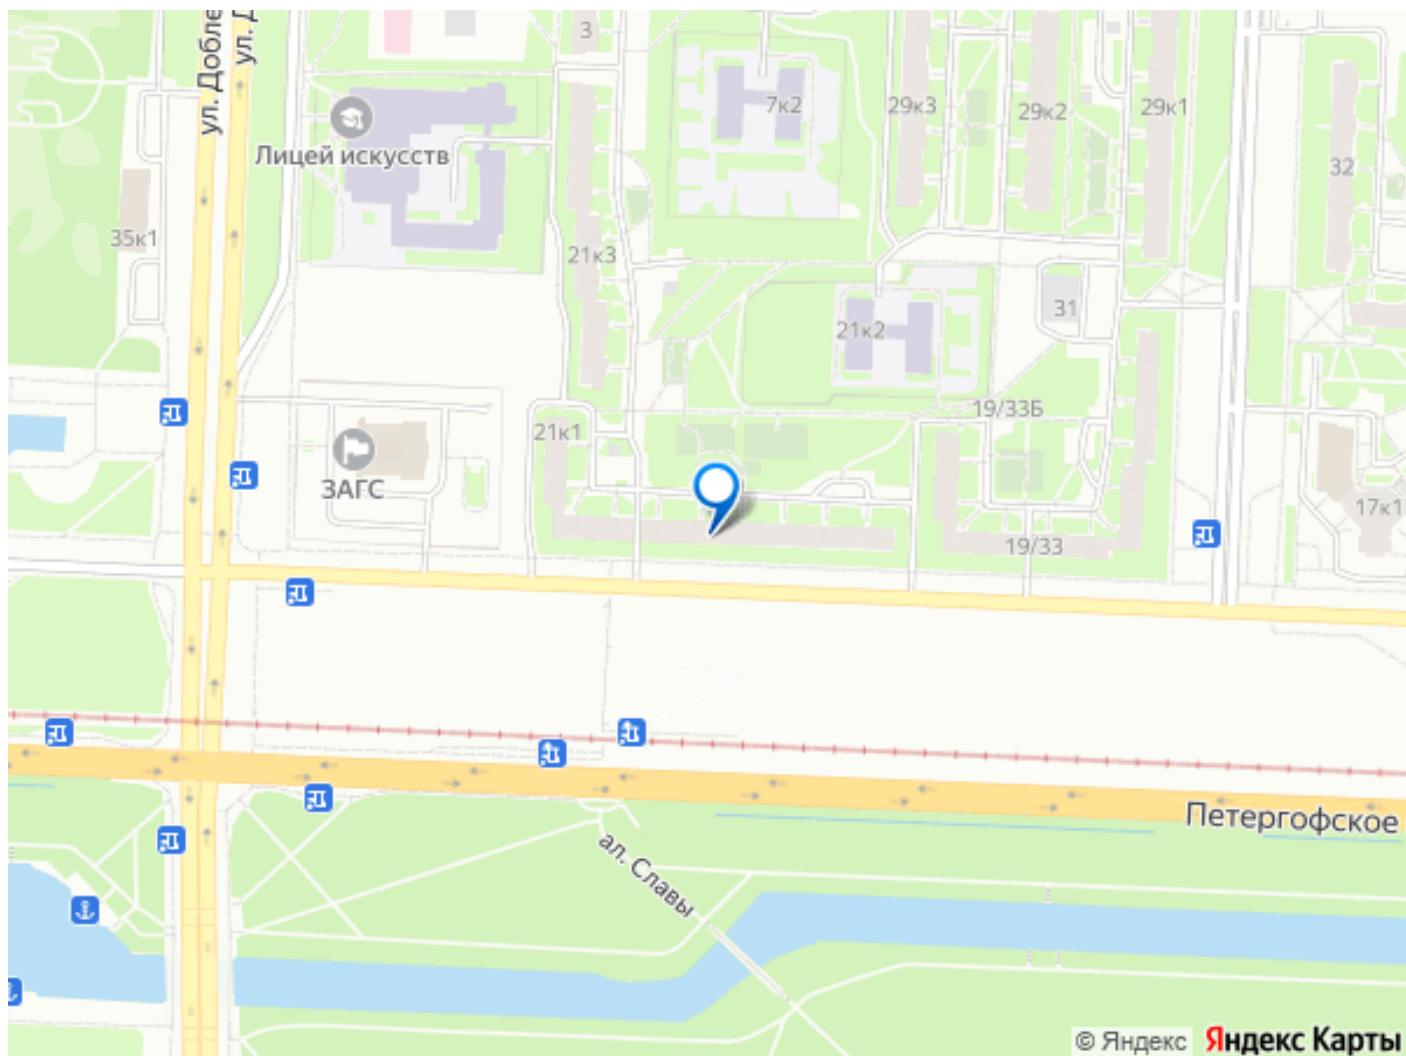 ул. Добле
ул. Д
3
7к2
29к3
29к2
29к1
Лицей искусств
32
35к1
21к3
31
21к2
19/33Б
21к1
ЗАГС
17к1
19/33
Петергофское
ал. Славы
© Яндекс Яндекс Карты